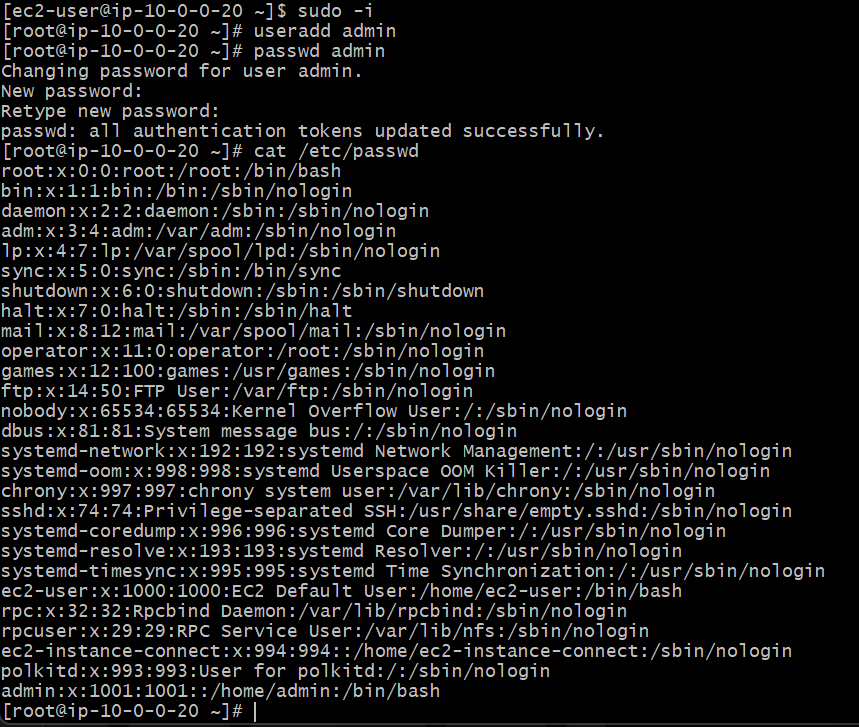 [ec2-user@ip-10-0-0-20 ~]$ sudo -i
[root@ip-10-0-0-20 ~]# useradd admin
[root@ip-10-0-0-20 ~]# passwd admin
Changing password for user admin.
New password:
Retype new password:
passwd: all authentication tokens updated successfully.
[root@ip-10-0-0-20 ~]# cat /etc/passwd
root:x:0:0:root:/root:/bin/bash
bin:x:1:1:bin:/bin:/sbin/nologin
daemon:x:2:2:daemon:/sbin:/sbin/nologin
adm:x:3:4:adm:/var/adm:/sbin/nologin
lp:x:4:7:lp:/var/spool/lpd:/sbin/nologin
sync:x:5:0:sync:/sbin:/bin/sync
shutdown:x:6:0:shutdown:/sbin:/sbin/shutdown
halt:x:7:0:halt:/sbin:/sbin/halt
mail:x:8:12:mail:/var/spool/mail:/sbin/nologin
operator:x:11:0:operator:/root:/sbin/nologin
games:x:12:100:games:/usr/games:/sbin/nologin
ftp:x:14:50:FTP User:/var/ftp:/sbin/nologin
nobody:x:65534:65534:Kernel Overflow User:/:/sbin/nologin
dbus:x:81:81:System message bus:/:/sbin/nologin
systemd-network:x:192:192:systemd Network Management:/:/usr/sbin/nologin
systemd-oom:x:998:998:systemd Userspace OOM Killer:/:/usr/sbin/nologin
chrony:x:997:997:chrony system user:/var/lib/chrony:/sbin/nologin
sshd:x:74:74:Privilege-separated SSH:/usr/share/empty.sshd:/sbin/nologin
systemd-coredump:x:996:996:systemd Core Dumper:/:/usr/sbin/nologin
systemd-resolve:x:193:193:systemd Resolver:/:/usr/sbin/nologin
systemd-timesync:x:995:995:systemd Time Synchronization:/:/usr/sbin/nologin
ec2-user:x:1000:1000:EC2 Default User:/home/ec2-user:/bin/bash
rpc:x:32:32:Rpcbind Daemon:/var/lib/rpcbind:/sbin/nologin
rpcuser:x:29:29:RPC Service User:/var/lib/nfs:/sbin/nologin
ec2-instance-connect:x:994:994::/home/ec2-instance-connect:/sbin/nologin
polkitd:x:993:993:User for polkitd:/:/sbin/nologin
admin:x:1001:1001::/home/admin:/bin/bash
[root@ip-10-0-0-20 ~]#